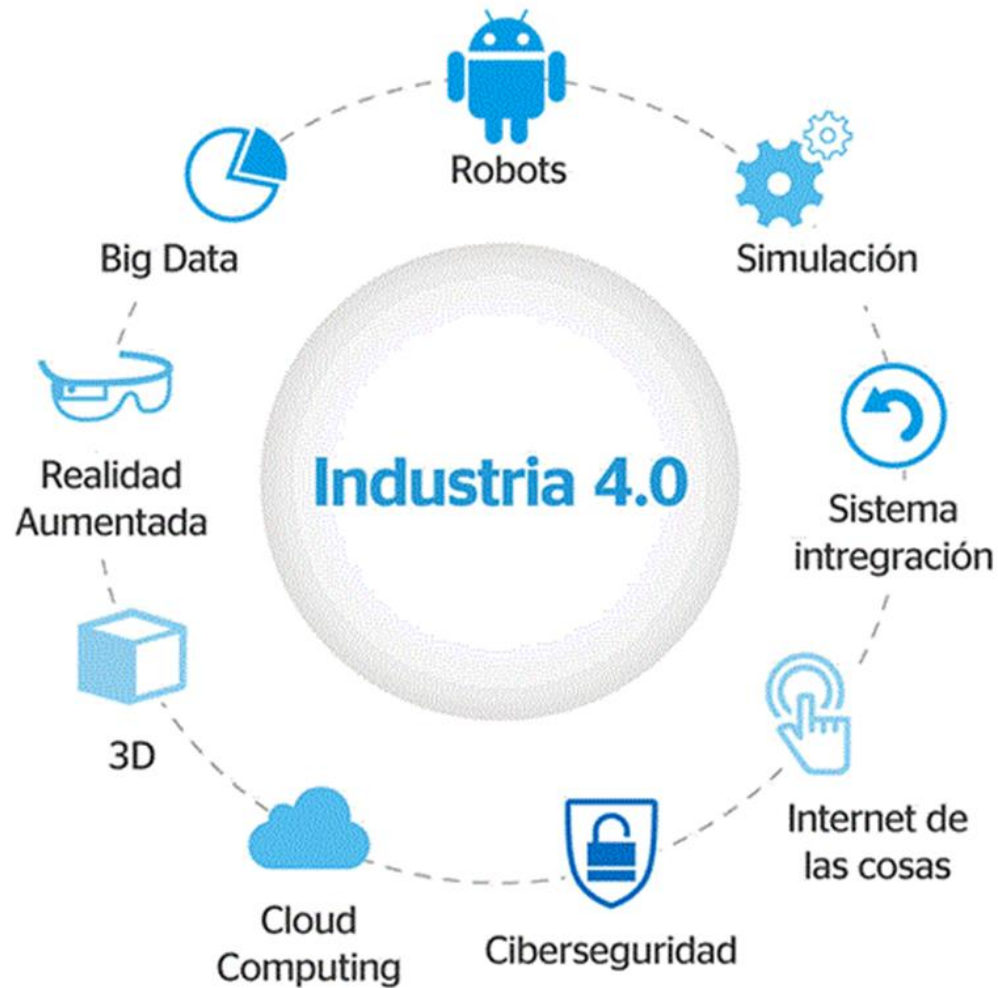 Robots
Simulación
Sistema
intregración
Internet de
las cosas
Ciberseguridad
Cloud
Computing
3D
Realidad
Aumentada
Big Data
Industria 4.0